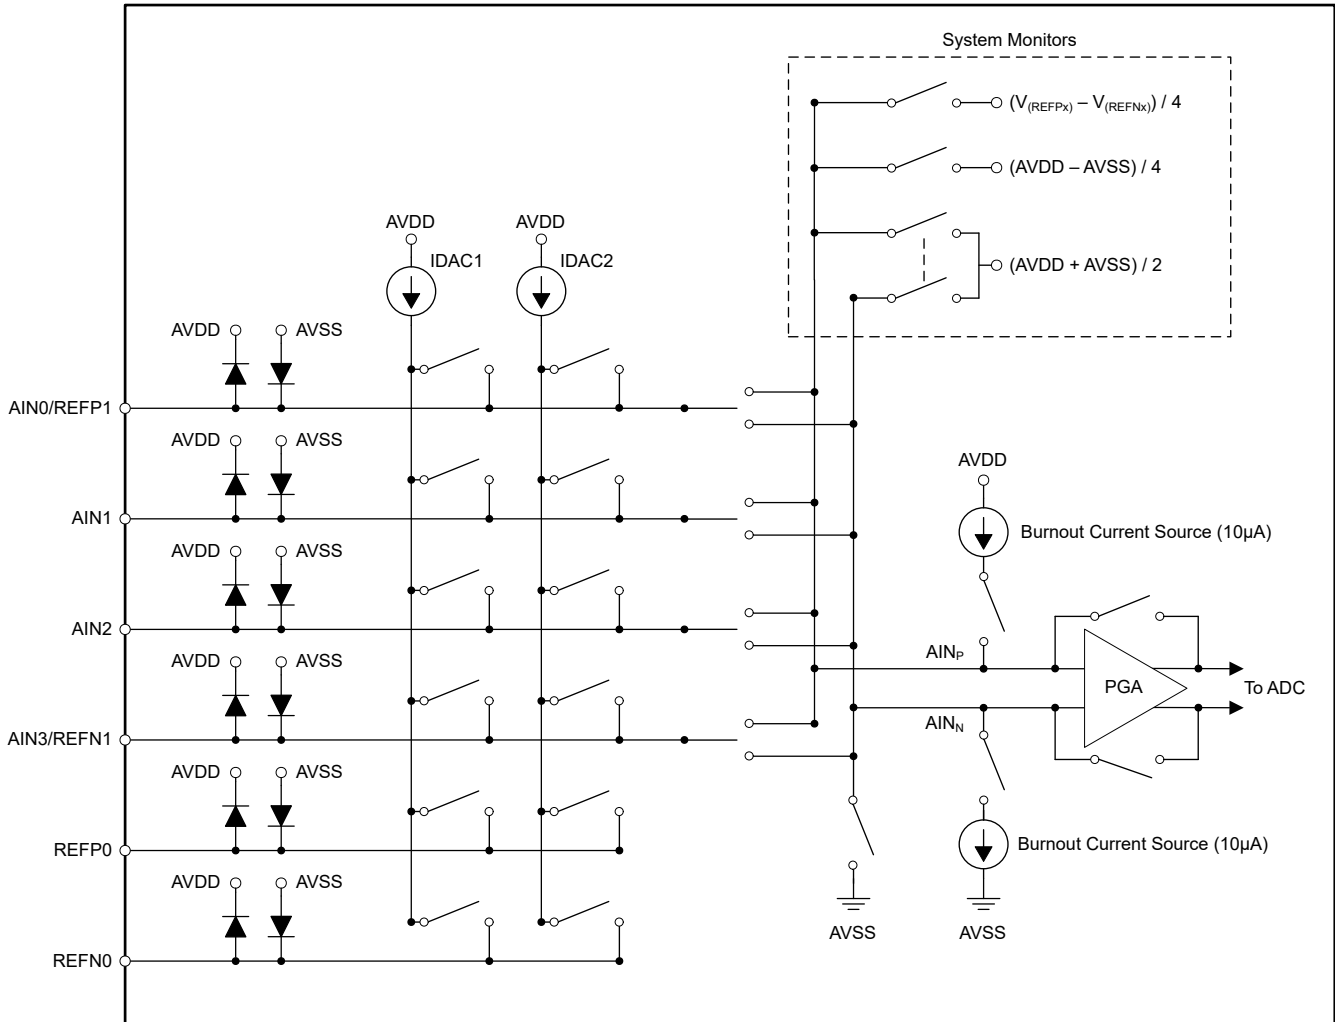 System Monitors
(V(REFPx) – V(REFNx)) / 4
(AVDD – AVSS) / 4
(AVDD + AVSS) / 2
AVDD
AVDD
IDAC1
IDAC2
AVDD
AVSS
AIN0/REFP1
AVDD
AVSS
AIN1
AVDD
AVSS
AIN2
AVDD
AVSS
AIN3/REFN1
AVDD
AVSS
REFP0
AVDD
AVSS
REFN0
AVDD
Burnout Current Source (10µA)
AINP
PGA
To ADC
AINN
Burnout Current Source (10µA)
AVSS
AVSS